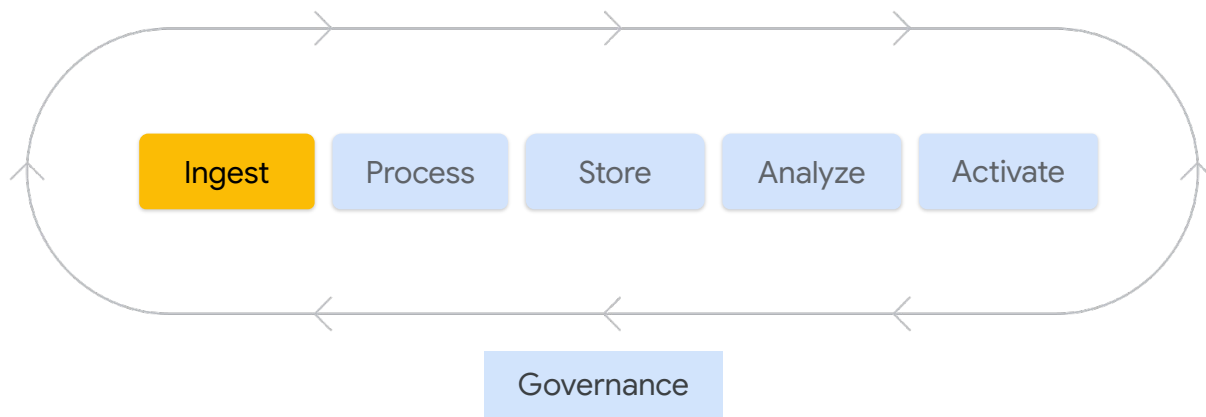 Ingest
Process
Store
Analyze
Activate
Governance